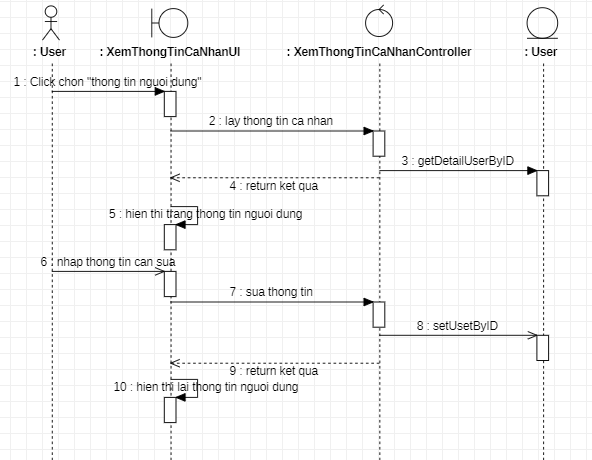 : User
: XemThongTinCaNhanUI
: XemThongTinCaNhanController
: User
1 : Click chon "thong tin nguoi dung"
2 : lay thong tin ca nhan
3 : getDetailUserByID
4 : return ket qua
5 : hien thi trang thong tin nguoi dung
6 : nhap thong tin can sua
7 : sua thong tin
8 : setUsetByID
9 : return ket qua
10 : hien thi lai thong tin nguoi dung